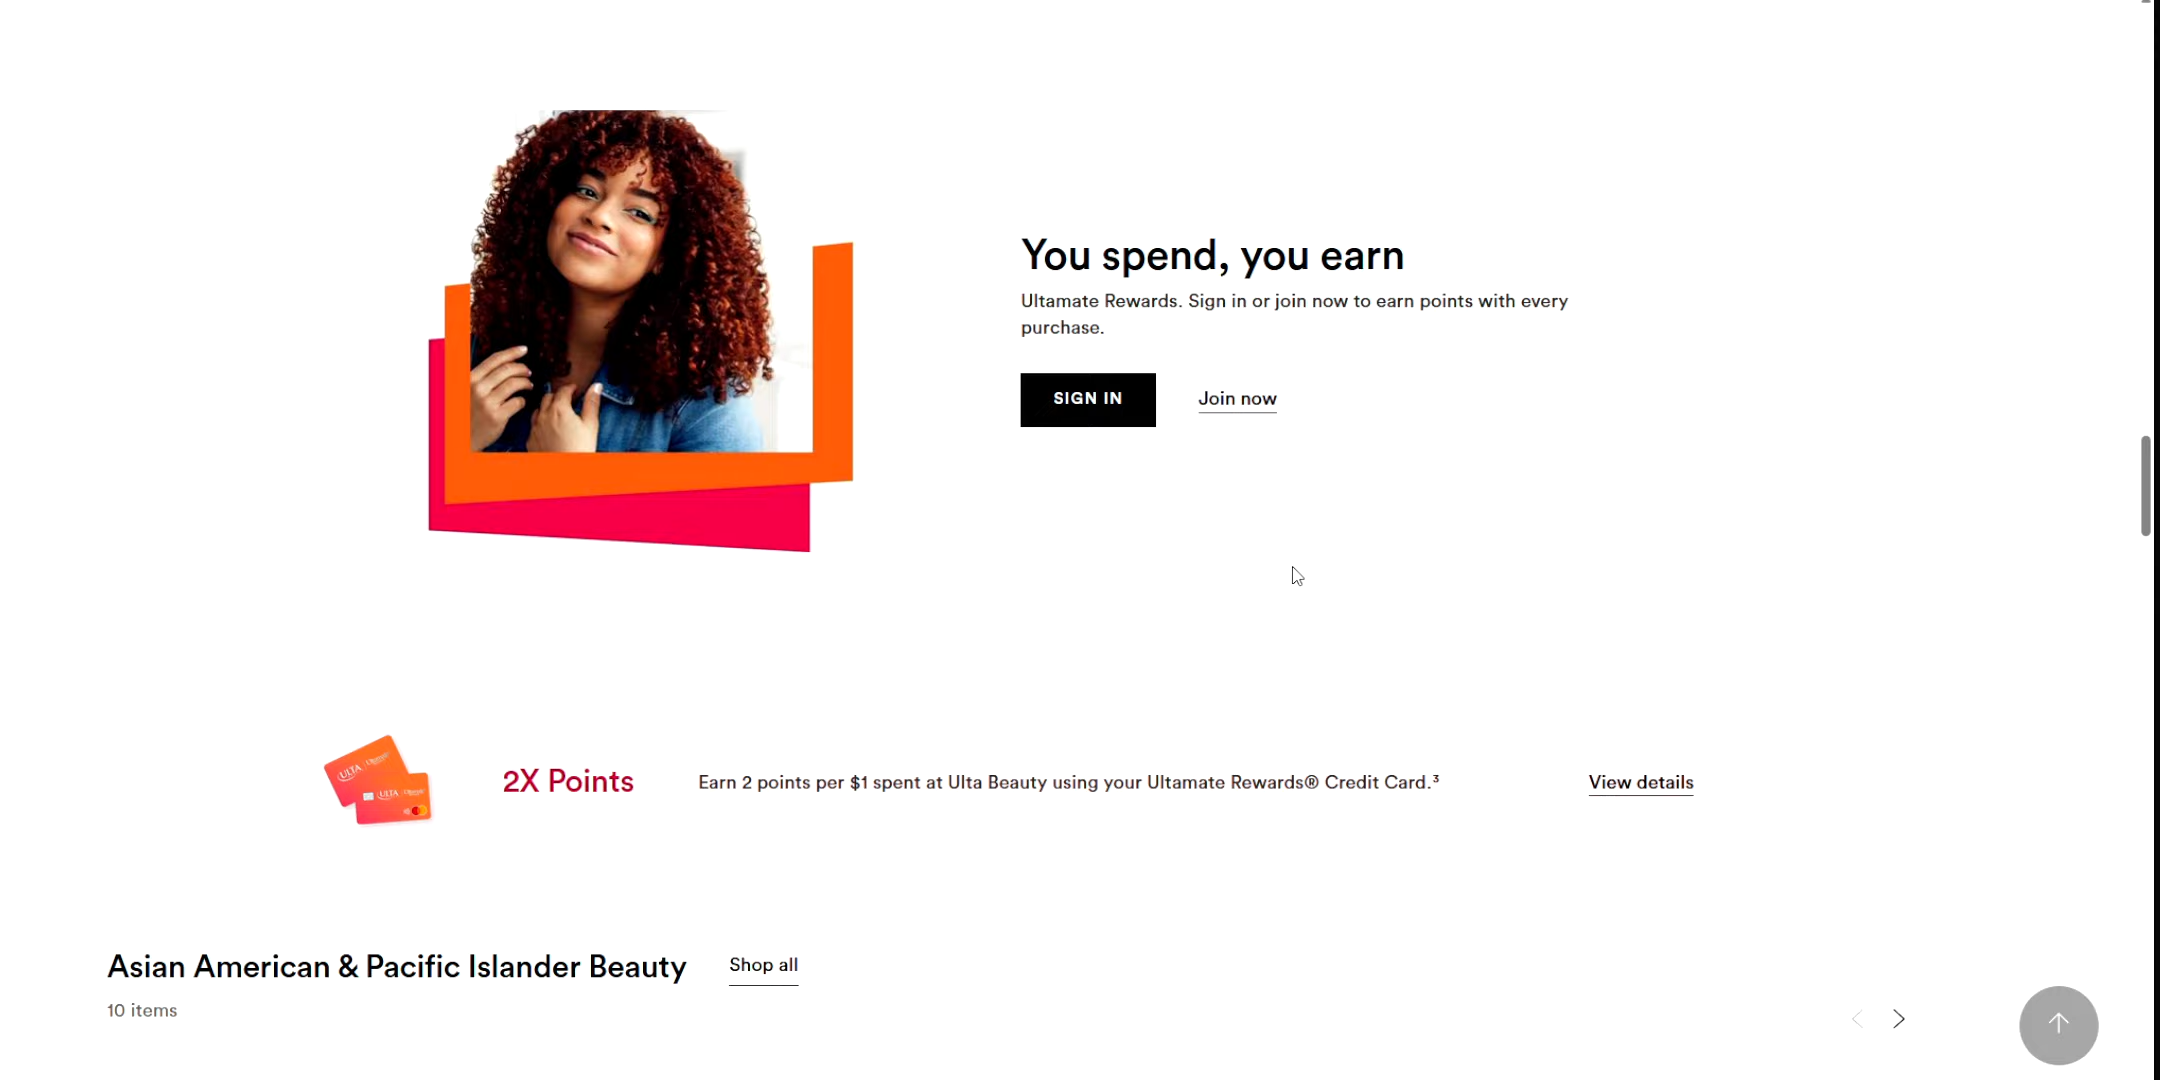 You spend, you earn
Ultamate Rewards. Sign in or join now to earn points with every
purchase.
SIGN IN
Join now
ULTA
ULTA
2X Points
Earn 2 points per $1 spent at Ulta Beauty using your Ultamate Rewards® Credit Card.³
View details
Asian American & Pacific Islander Beauty
Shop all
10 items